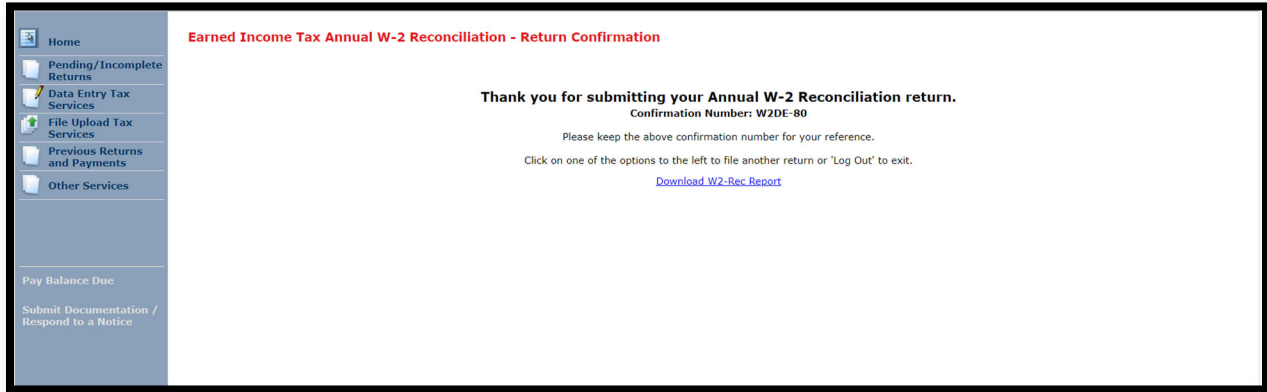 Home
Pending/Incomplete
Returns
Data Entry Tax
Services
File Upload Tax
Services
Previous Returns
and Payments
Other Services
Pay Balance Due
Submit Documentation /
Respond to a Notice
Earned Income Tax Annual W-2 Reconciliation - Return Confirmation
Thank you for submitting your Annual W-2 Reconciliation return.
Confirmation Number: W2DE-80
Please keep the above confirmation number for your reference.
Click on one of the options to the left to file another return or 'Log Out' to exit.
Download W2-Rec Report